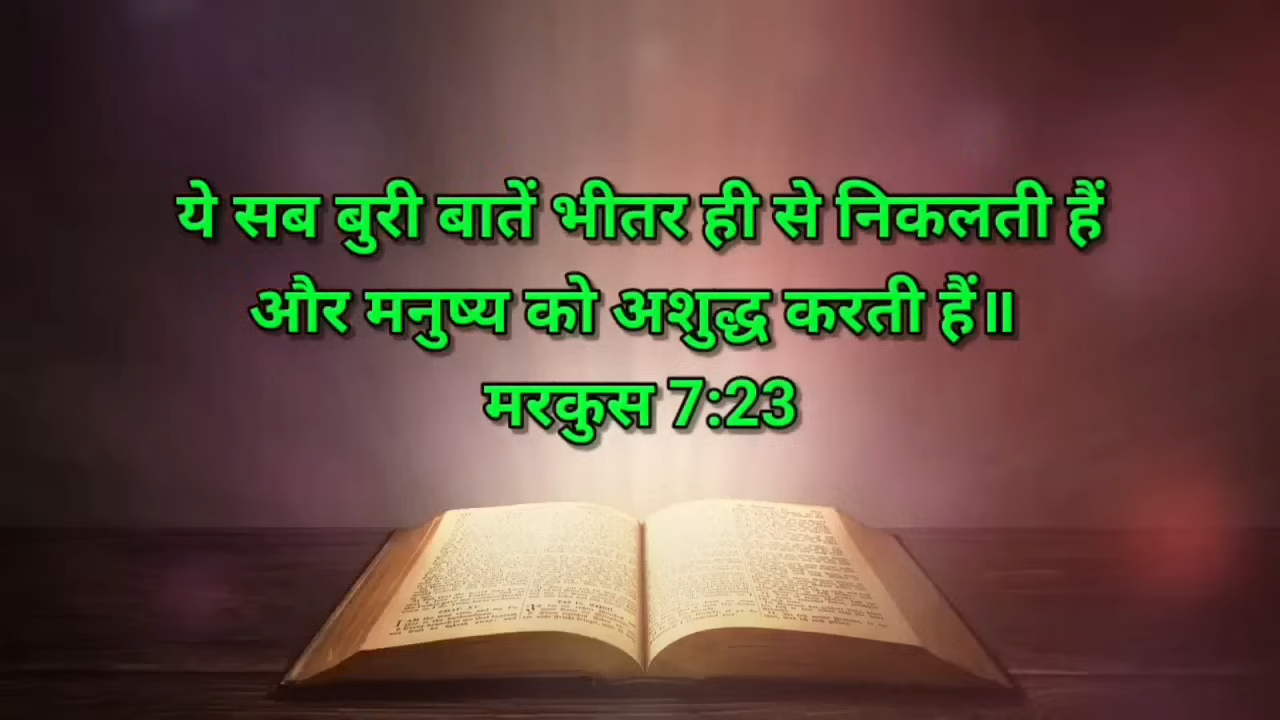 ये सब बुरी बातें भीतर ही से निकलती हैं
और मनुष्य को अशुद्ध करती हैं॥
मरकुस 7:23